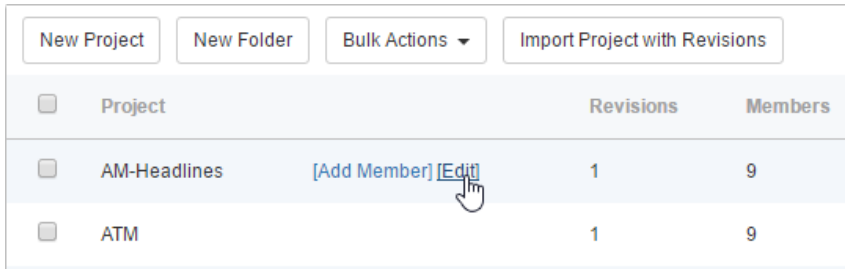 New Project New Folder Bulk Actions Import Project with Revisions
Project Revisions Members
AM-Headlines [Add Member] [Edit] 1 9
ATM 1 9